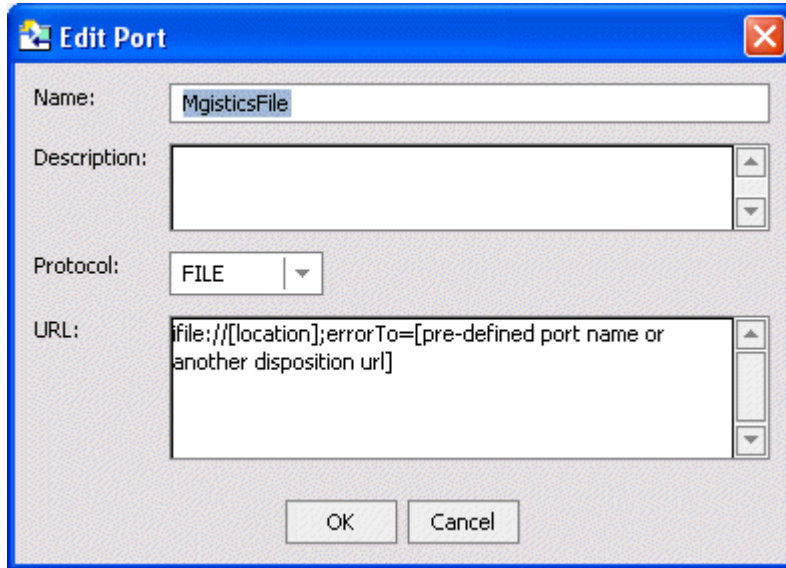 Edit Port
Name:
MgisticsFile
Description:
Protocol:
FILE
URL:
ifile://[location];errorTo=[pre-defined port name or
another disposition url]
OK
Cancel